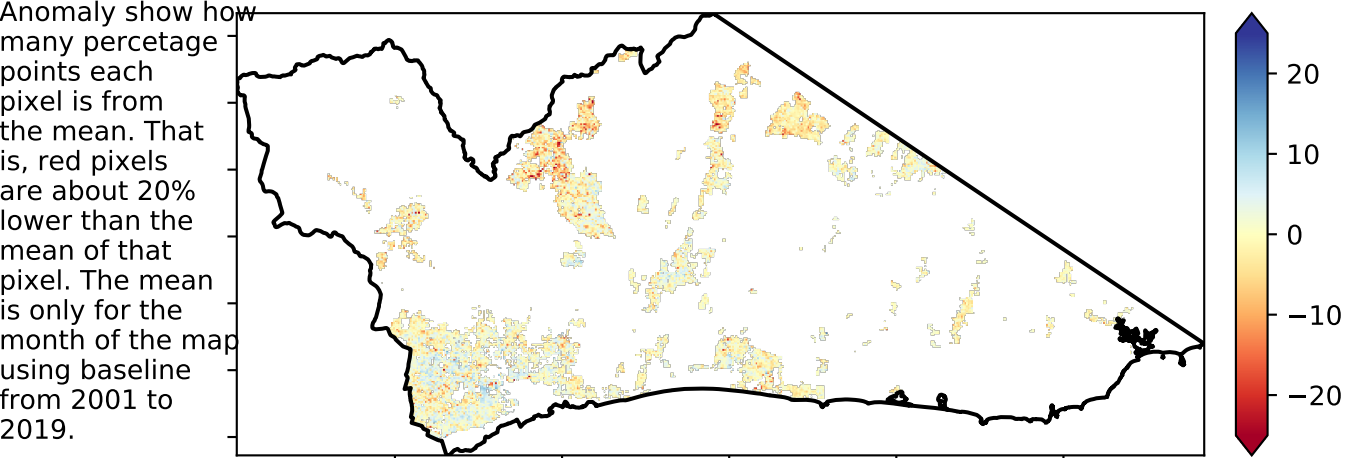 Anomaly show how
many percetage
points each
pixel is from
the mean. That
is, red pixels
are about 20%
lower than the
mean of that
pixel. The mean
is only for the
month of the map
using baseline
from 2001 to
2019.
20
10
0
−10
−20